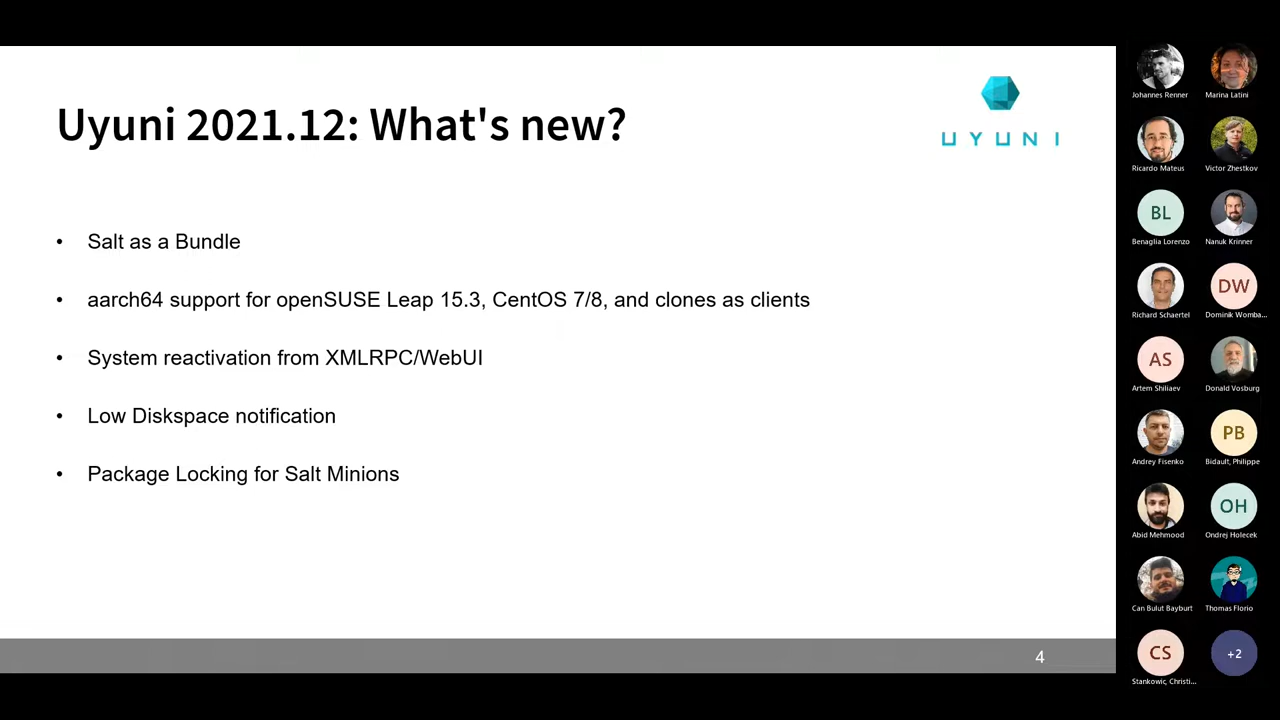 Uyuni 2021.12: What's new?
UYUNI
• Salt as a Bundle
• aarch64 support for openSUSE Leap 15.3, CentOS 7/8, and clones as clients
• System reactivation from XMLRPC/WebUI
• Low Diskspace notification
• Package Locking for Salt Minions
4
Johannes Renner
Marina Latini
Ricardo Mateus
Victor Zhestkov
BL
Benaglia Lorenzo
Nanuk Krinner
Richard Schaertel
DW
Dominik Womba...
AS
Artem Shiliaev
Donald Vosburg
Andrey Fisenko
PB
Bidault, Philippe
Abid Mehmood
OH
Ondrej Holecek
Can Bulut Bayburt
Thomas Florio
CS
Stankowic, Christi...
+2